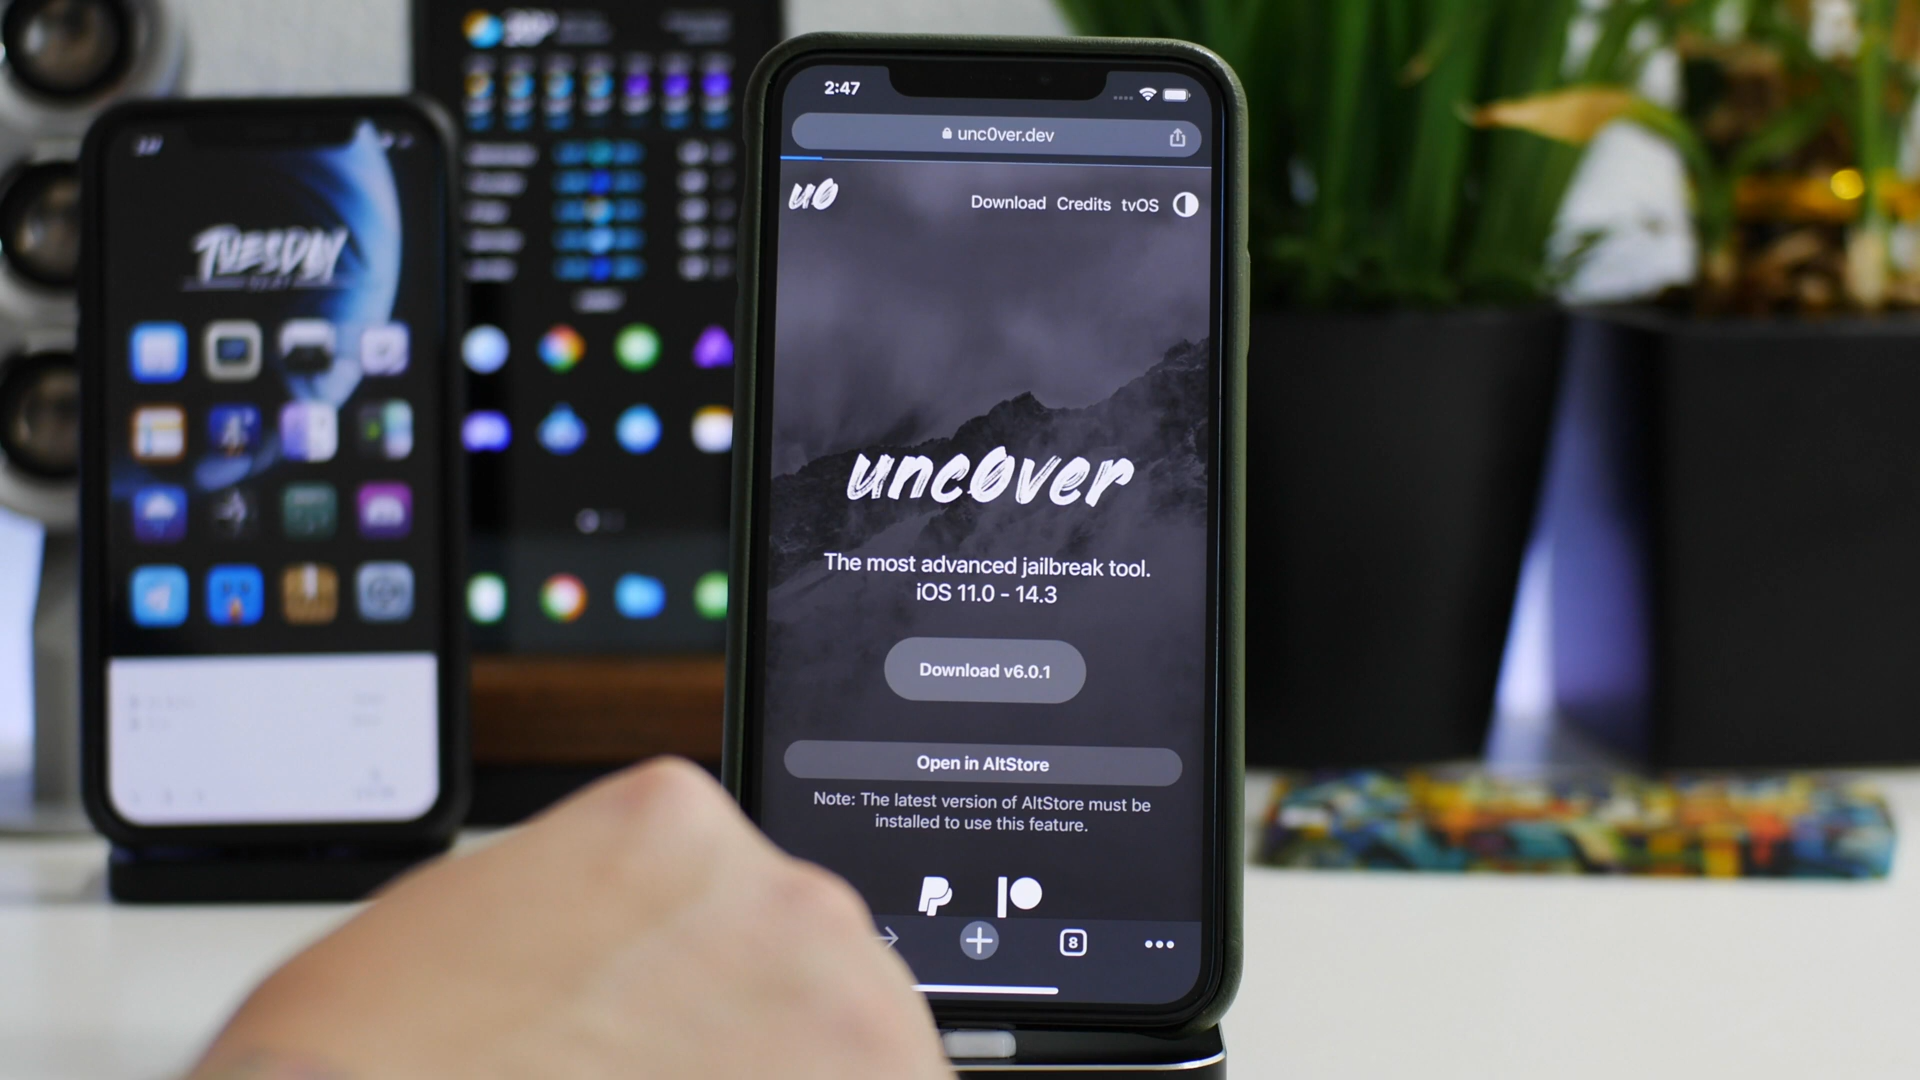 TUESDAY
2:47
unc0ver.dev
u0
Download Credits tvOS
unc0ver
The most advanced jailbreak tool.
iOS 11.0 - 14.3
Download v6.0.1
Open in AltStore
Note: The latest version of AltStore must be
installed to use this feature.
8